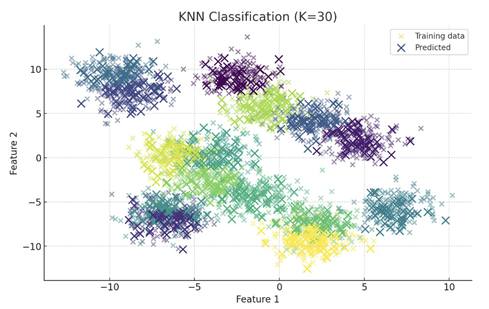 KNN Classification (K=30)
Training data
Predicted
10
5
0
−5
−10
Feature 2
−10
−5
0
5
10
Feature 1